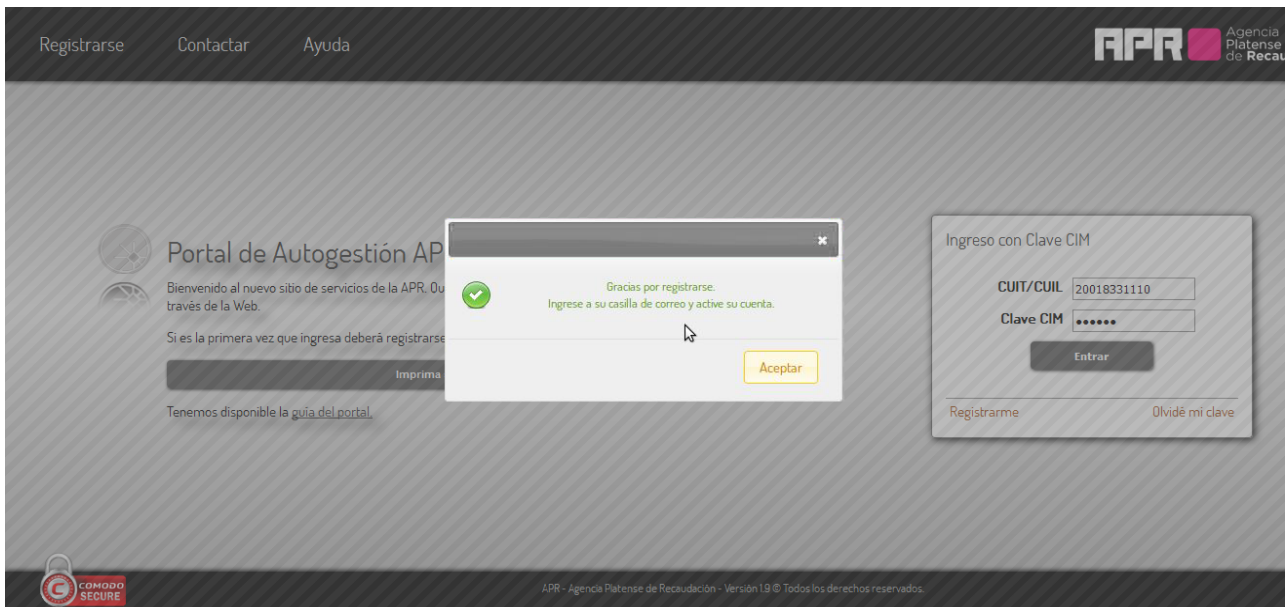 Registrarse Contactar Ayuda
APR
Agencia
Platense
de Recau
Portal de Autogestión AP
Bienvenido al nuevo sitio de servicios de la APR. Qu
través de la Web.
Si es la primera vez que ingresa deberá registrarse
Imprima
Tenemos disponible la guía del portal.
Gracias por registrarse.
Ingrese a su casilla de correo y active su cuenta.
Aceptar
Ingreso con Clave CIM
CUIT/CUIL 20018331110
Clave CIM ••••••
Entrar
Registrarme Olvidé mi clave
COMODO
SECURE
APR - Agencia Platense de Recaudación - Versión 1.9 © Todos los derechos reservados.